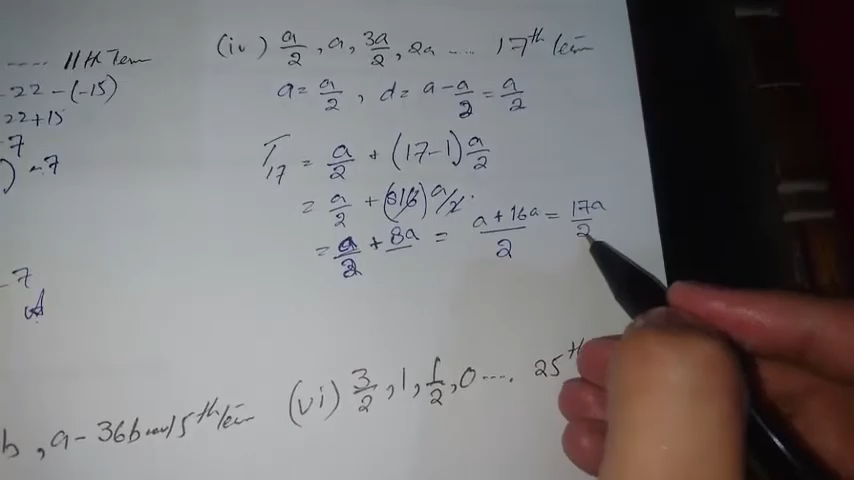 .... 11th Term
-22 - (-15)
22+15
-7
) -7
-7
(iv) a/2 , a , 3a/2 , 2a .... 17th term
a = a/2 , d = a - a/2 = a/2
T17 = a/2 + (17-1) a/2
= a/2 + (16) a/2
= a/2 + 8a = a + 16a/2 = 17a/2
b , a - 36b 15th term
(vi) 3/2 , 1 , 1/2 , 0 .... 25th